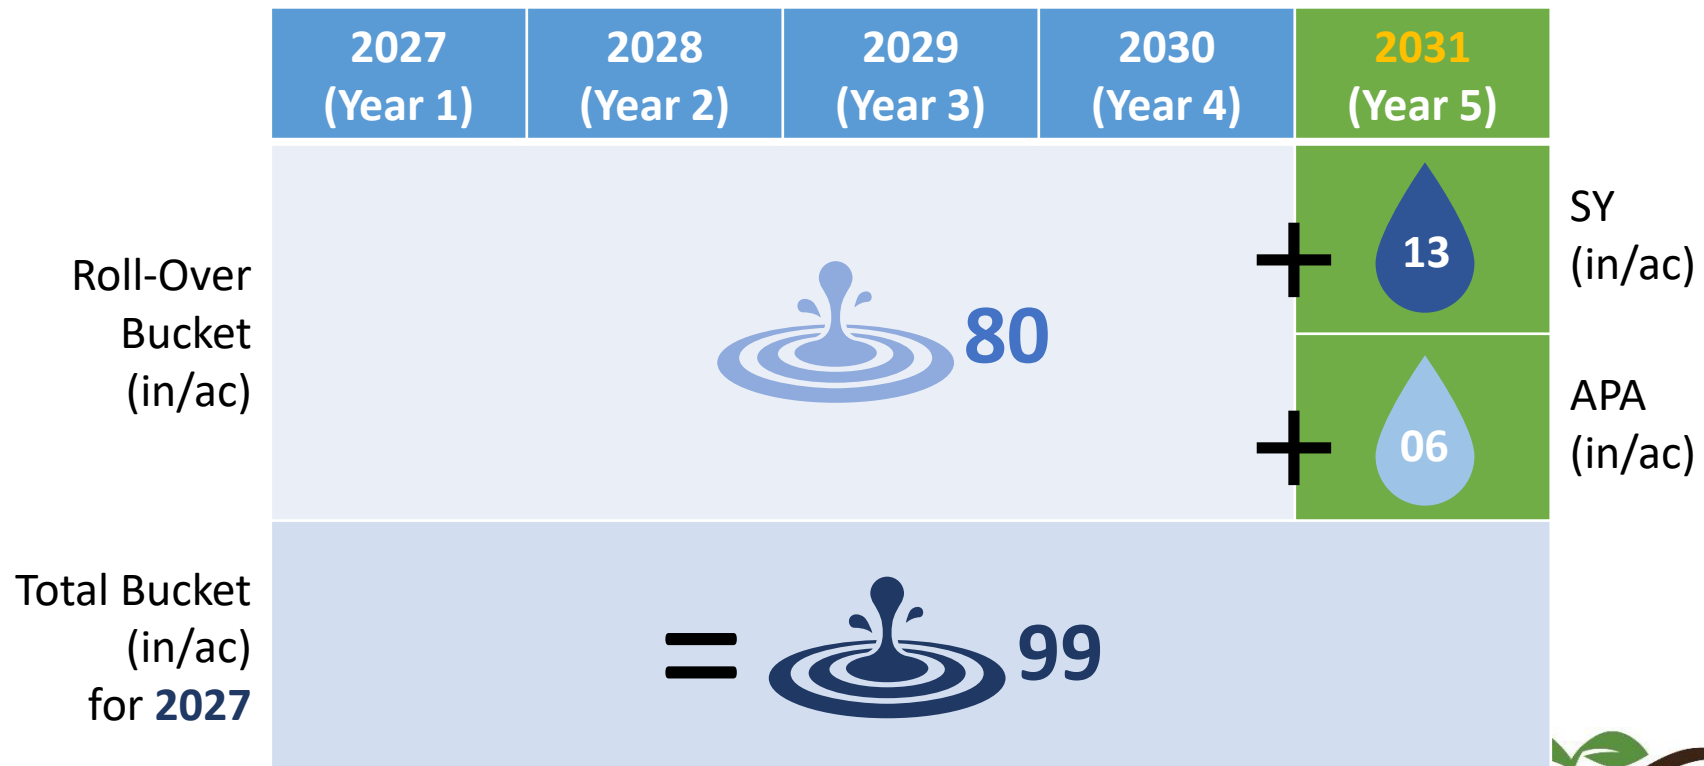 2027
(Year 1)
2028
(Year 2)
2029
(Year 3)
2030
(Year 4)
2031
(Year 5)
Roll-Over
Bucket
(in/ac)
80
+
13
SY
(in/ac)
+
06
APA
(in/ac)
Total Bucket
(in/ac)
for 2027
= 99